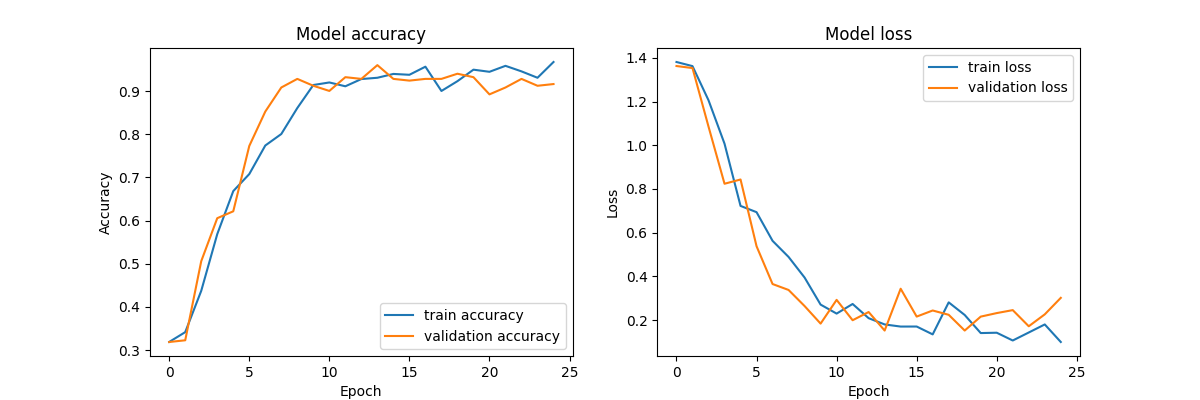 Model accuracy
Accuracy
0.9
0.8
0.7
0.6
0.5
0.4
0.3
train accuracy
validation accuracy
0 5 10 15 20 25
Epoch
Model loss
Loss
1.4
1.2
1.0
0.8
0.6
0.4
0.2
train loss
validation loss
0 5 10 15 20 25
Epoch